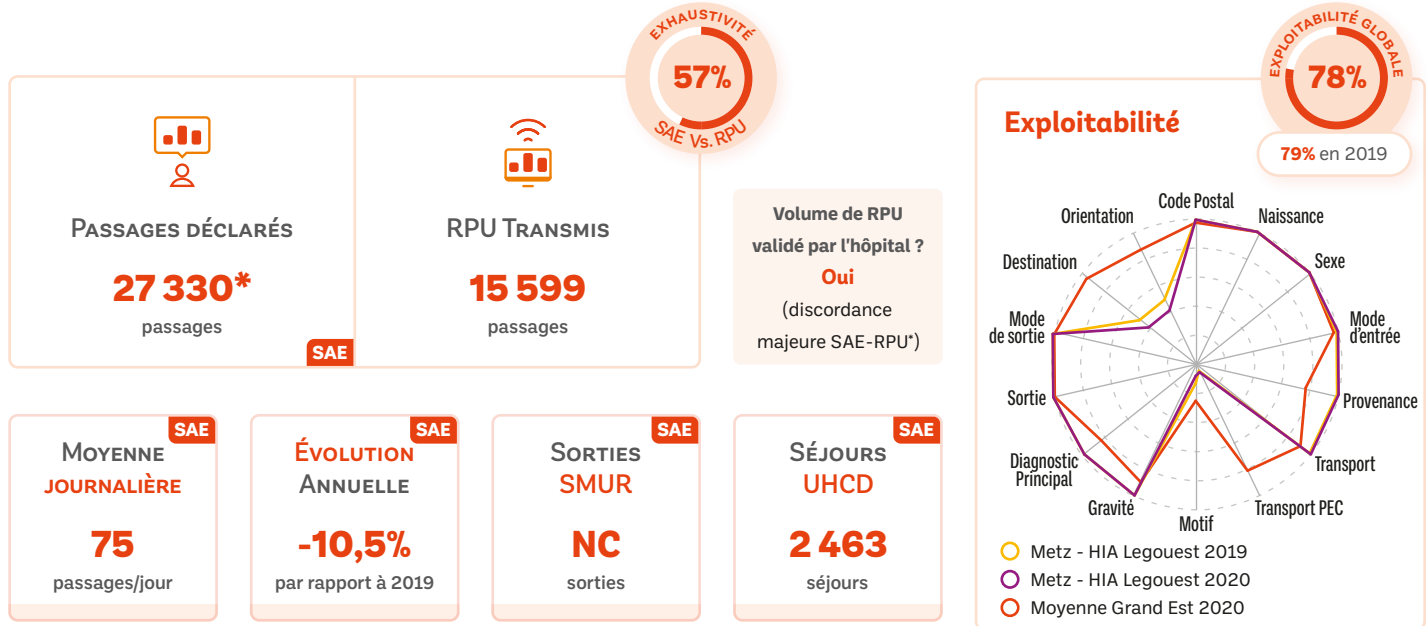 EXHAUSTIVITÉ
57%
SAE Vs. RPU
PASSAGES DÉCLARÉS
27 330*
passages
SAE
RPU TRANSMIS
15 599
passages
Volume de RPU
validé par l'hôpital ?
Oui
(discordance
majeure SAE-RPU*)
SAE
MOYENNE
JOURNALIÈRE
75
passages/jour
SAE
ÉVOLUTION
ANNUELLE
-10,5%
par rapport à 2019
SAE
SORTIES
SMUR
NC
sorties
SAE
SÉJOURS
UHCD
2 463
séjours
EXPLOITABILITÉ GLOBALE
78%
79% en 2019
Exploitabilité
Code Postal
Naissance
Sexe
Mode
d'entrée
Provenance
Transport
Transport PEC
Motif
Gravité
Diagnostic
Principal
Sortie
Mode
de sortie
Destination
Orientation
Metz - HIA Legouest 2019
Metz - HIA Legouest 2020
Moyenne Grand Est 2020